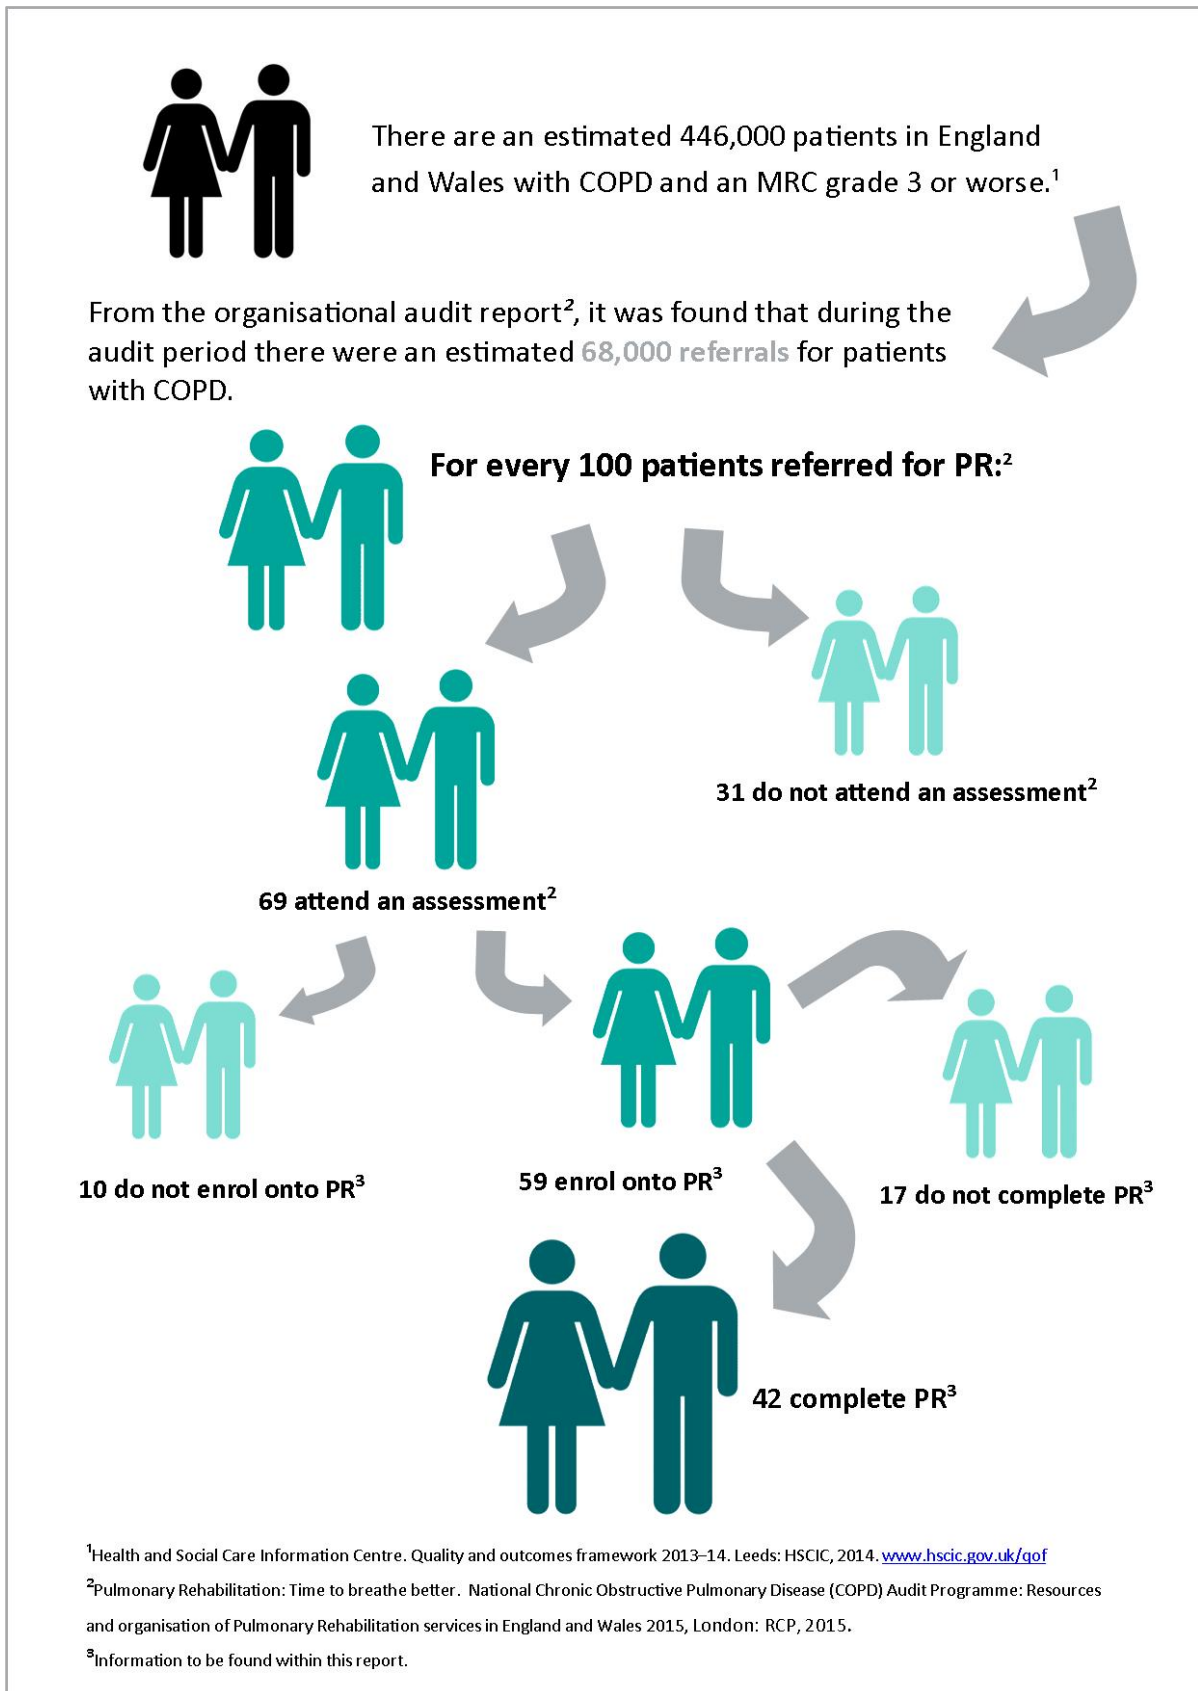 There are an estimated 446,000 patients in England
and Wales with COPD and an MRC grade 3 or worse.¹
From the organisational audit report², it was found that during the
audit period there were an estimated 68,000 referrals for patients
with COPD.
For every 100 patients referred for PR:²
31 do not attend an assessment²
69 attend an assessment²
10 do not enrol onto PR³
59 enrol onto PR³
17 do not complete PR³
42 complete PR³
¹Health and Social Care Information Centre. Quality and outcomes framework 2013–14. Leeds: HSCIC, 2014. www.hscic.gov.uk/qof
²Pulmonary Rehabilitation: Time to breathe better. National Chronic Obstructive Pulmonary Disease (COPD) Audit Programme: Resources
and organisation of Pulmonary Rehabilitation services in England and Wales 2015, London: RCP, 2015.
³Information to be found within this report.